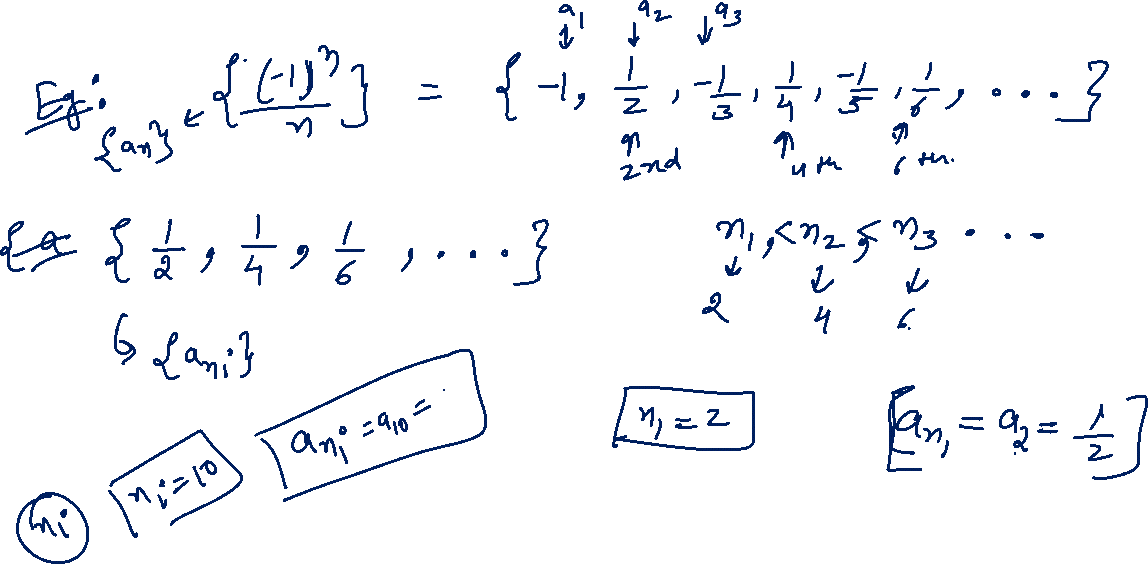 a₁ a₂ a₃
Eg: {(-1)ⁿ/n} = {-1, 1/2, -1/3, 1/4, -1/5, 1/6, ...}
{aₙ} 2nd 4th 6th.
{1/2, 1/4, 1/6, ...} n₁ < n₂ < n₃ ...
2 4 6
{aₙᵢ}
aₙᵢ = a₁₀ = n₁ = 2 [aₙ₁ = a₂ = 1/2]
nᵢ = 10
nᵢ